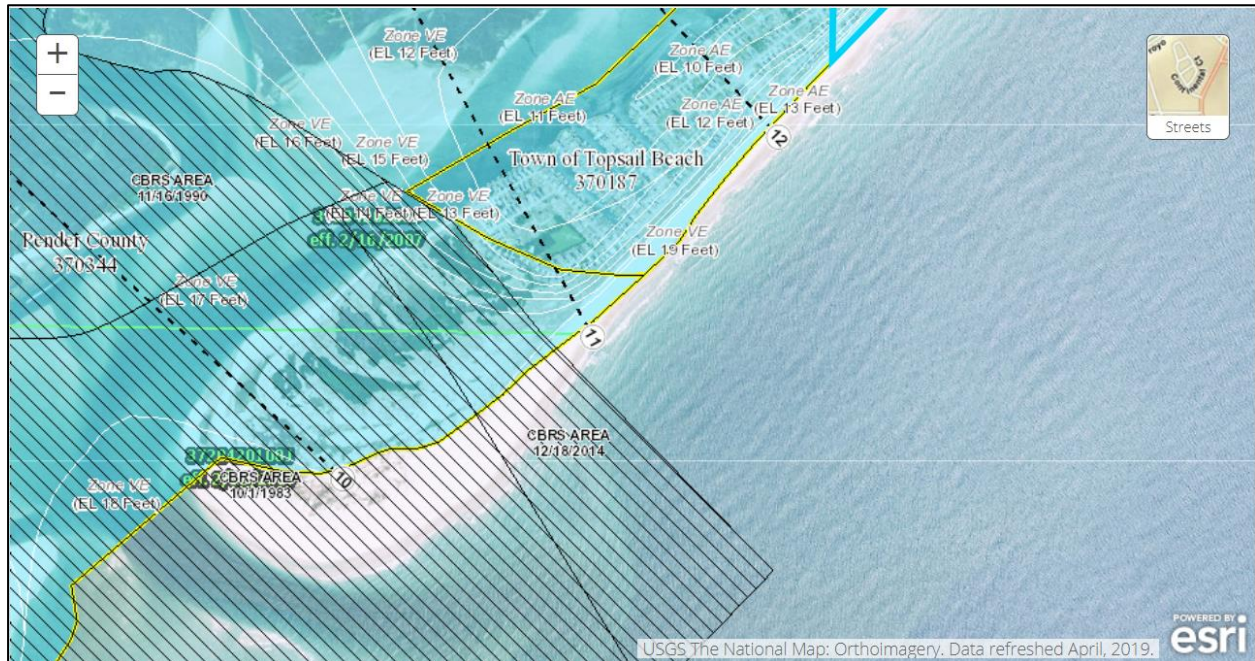 +
−
Zone VE
(EL 12 Feet)
Zone AE
(EL 10 Feet)
Zone AE
(EL 11 Feet)
Zone AE
(EL 12 Feet)
Zone AE
(EL 13 Feet)
12
Streets
Zone VE
(EL 16 Feet)
Zone VE
(EL 15 Feet)
Town of Topsail Beach
370187
CBRS AREA
11/16/1990
Zone VE
(EL 14 Feet)
Zone VE
(EL 13 Feet)
eff. 2/16/2007
Pender County
370344
Zone VE
(EL 19 Feet)
Zone VE
(EL 17 Feet)
11
CBRS AREA
12/18/2014
CBRS AREA
10/1/1983
10
Zone VE
(EL 18 Feet)
USGS The National Map: Orthoimagery. Data refreshed April, 2019.
POWERED BY
esri